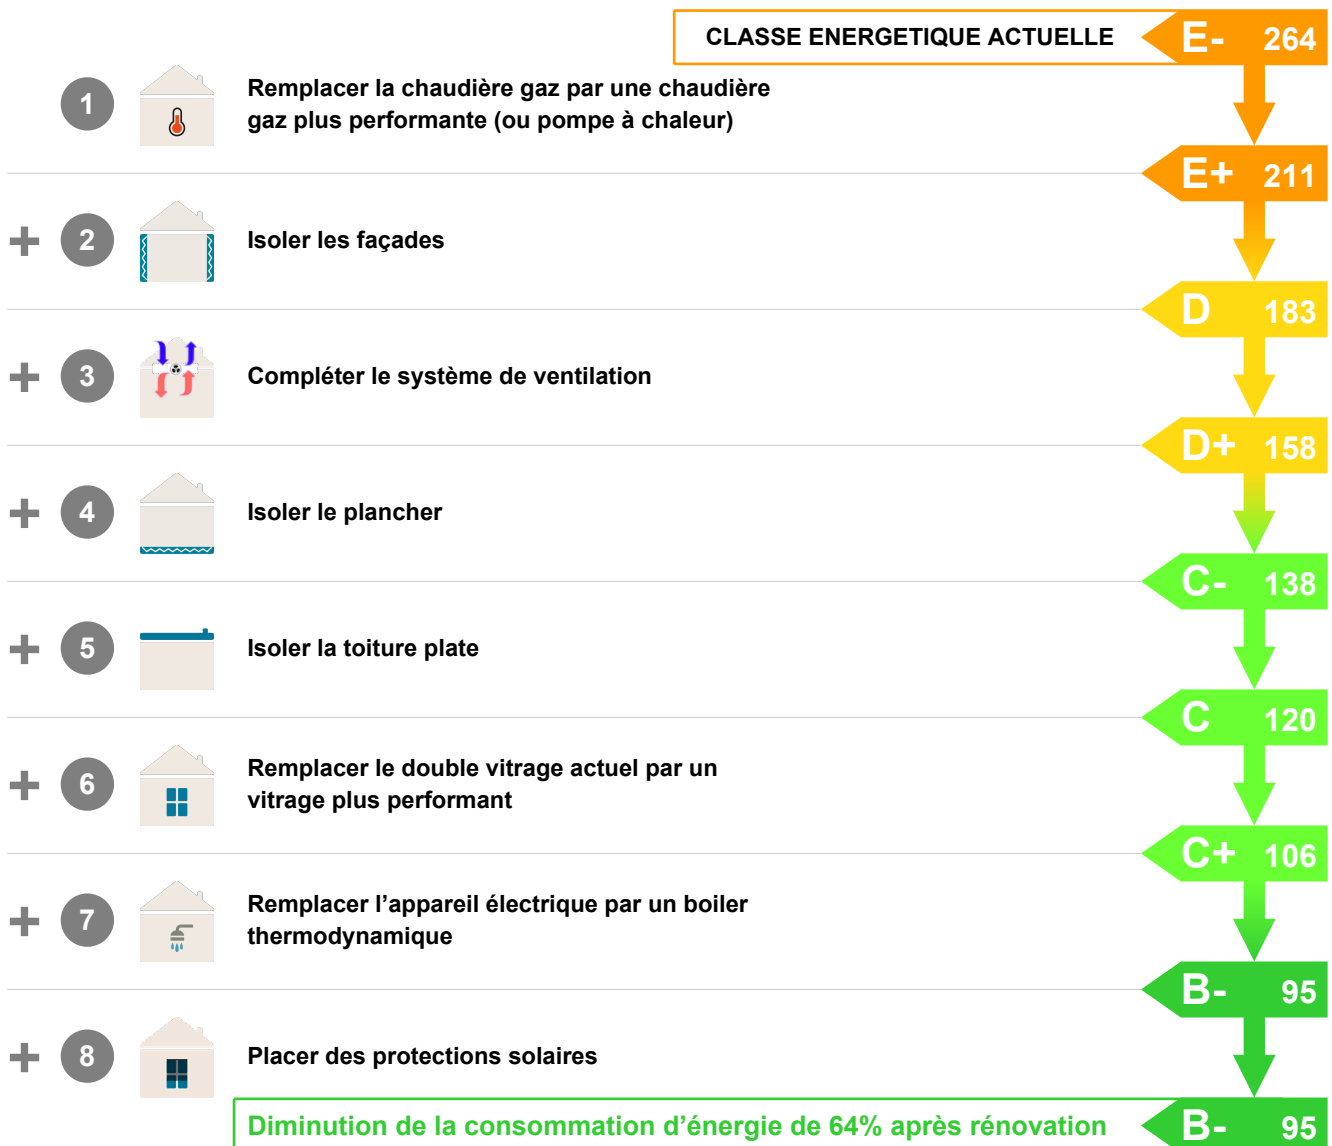 CLASSE ENERGETIQUE ACTUELLE E- 264
1 Remplacer la chaudière gaz par une chaudière
gaz plus performante (ou pompe à chaleur)
E+ 211
+ 2 Isoler les façades
D 183
+ 3 Compléter le système de ventilation
D+ 158
+ 4 Isoler le plancher
C- 138
+ 5 Isoler la toiture plate
C 120
+ 6 Remplacer le double vitrage actuel par un
vitrage plus performant
C+ 106
+ 7 Remplacer l’appareil électrique par un boiler
thermodynamique
B- 95
+ 8 Placer des protections solaires
Diminution de la consommation d’énergie de 64% après rénovation B- 95